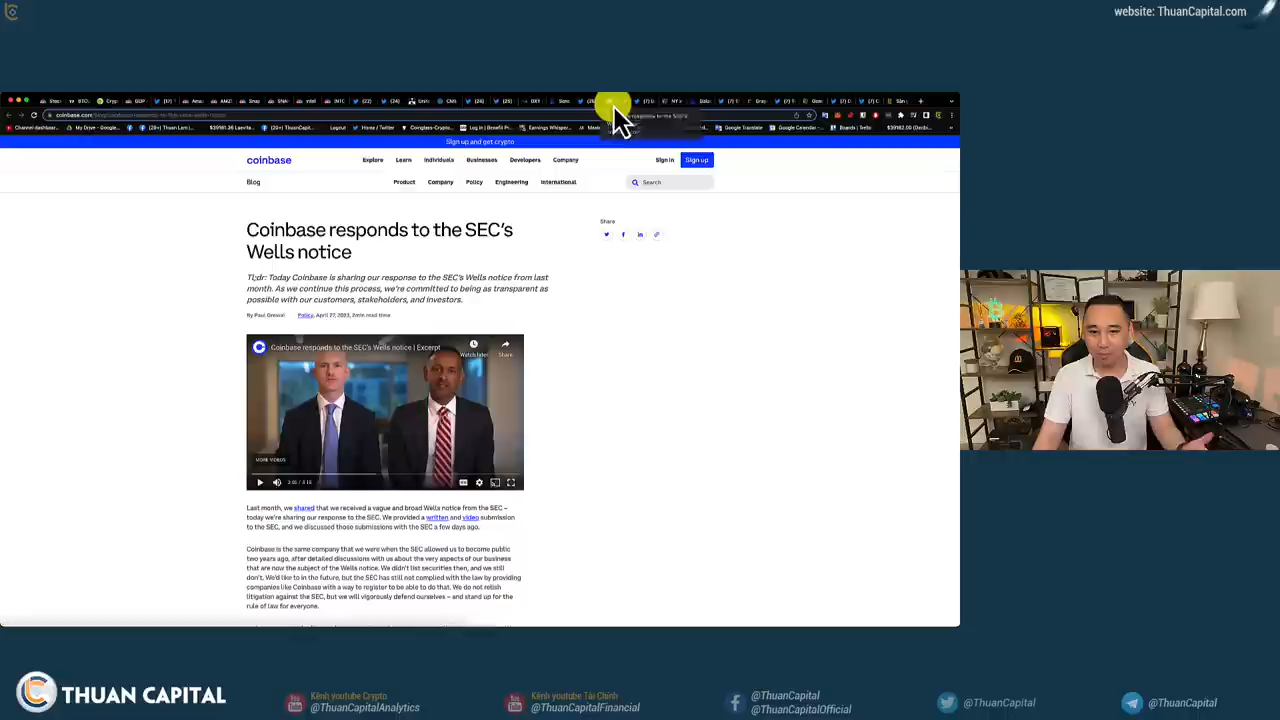 website: ThuanCapital.com
Sign up and get crypto
coinbase
Explore Learn Individuals Businesses Developers Company
Sign in Sign up
Blog
Product Company Policy Engineering International
Search
Coinbase responds to the SEC's
Wells notice
Share
Tl;dr: Today Coinbase is sharing our response to the SEC's Wells notice from last
month. As we continue this process, we're committed to being as transparent as
possible with our customers, stakeholders, and investors.
By Paul Grewal Policy, April 27, 2023, 2min read time
Coinbase responds to the SEC's Wells notice | Excerpt
Watch later Share
MORE VIDEOS
Last month, we shared that we received a vague and broad Wells notice from the SEC –
today we're sharing our response to the SEC. We provided a written and video submission
to the SEC, and we discussed those submissions with the SEC a few days ago.
Coinbase is the same company that we were when the SEC allowed us to become public
two years ago, after detailed discussions with us about the very aspects of our business
that are now the subject of the Wells notice. We didn't list securities then, and we still
don't. We'd like to in the future, but the SEC has still not complied with the law by providing
companies like Coinbase with a way to register to be able to do that. We do not relish
litigation against the SEC, but we will vigorously defend ourselves – and stand up for the
rule of law for everyone.
THUAN CAPITAL
Kênh youtube Crypto
@ThuanCapitalAnalytics
Kênh youtube Tài Chính
@ThuanCapital
@ThuanCapital
@ThuanCapitalOfficial
@ThuanCapital
@ThuanCapital